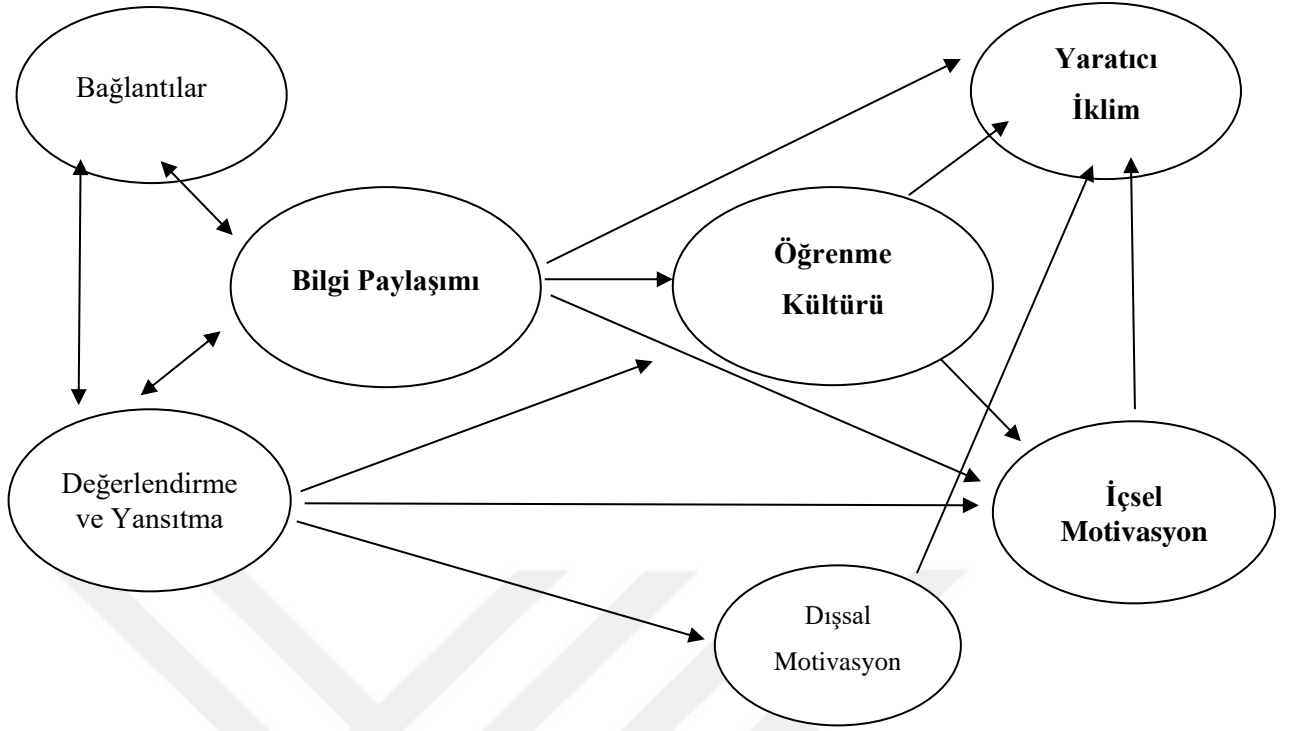 Bağlantılar
Yaratıcı
İklim
Bilgi Paylaşımı
Öğrenme
Kültürü
Değerlendirme
ve Yansıtma
İçsel
Motivasyon
Dışsal
Motivasyon